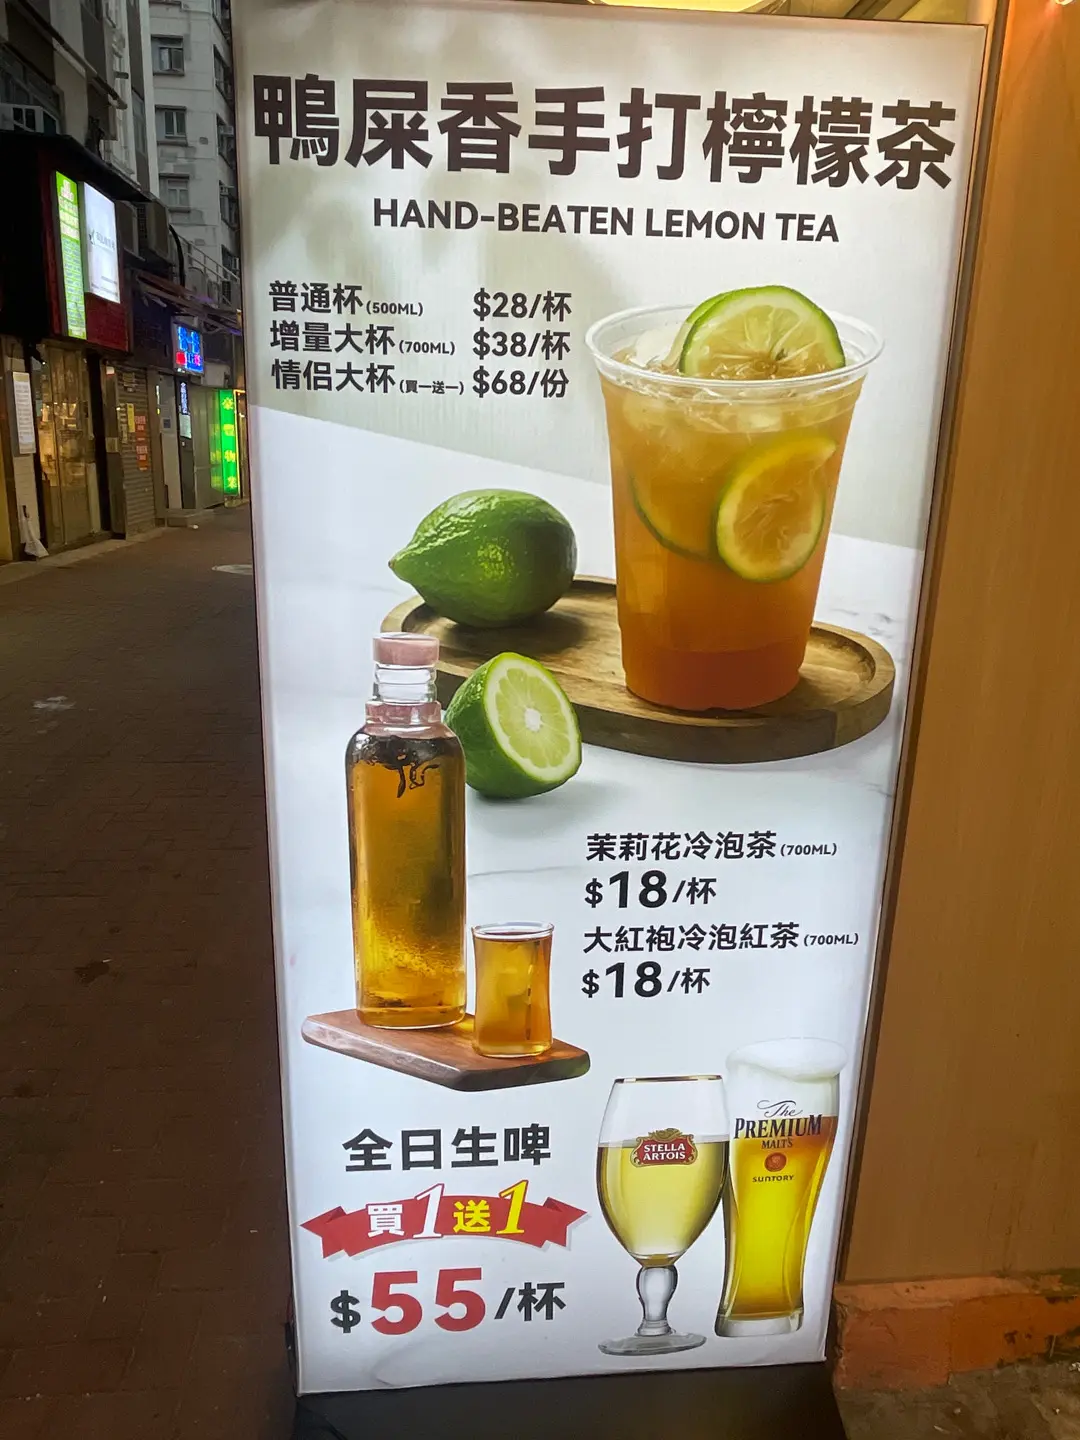 鴨屎香手打檸檬茶
HAND-BEATEN LEMON TEA
普通杯(500ML) $28/杯
增量大杯(700ML) $38/杯
情侶大杯(買一送一) $68/份
茉莉花冷泡茶(700ML)
$18/杯
大紅袍冷泡紅茶(700ML)
$18/杯
全日生啤
買1送1
$55/杯
STELLA
ARTOIS
The
PREMIUM
MALT'S
SUNTORY